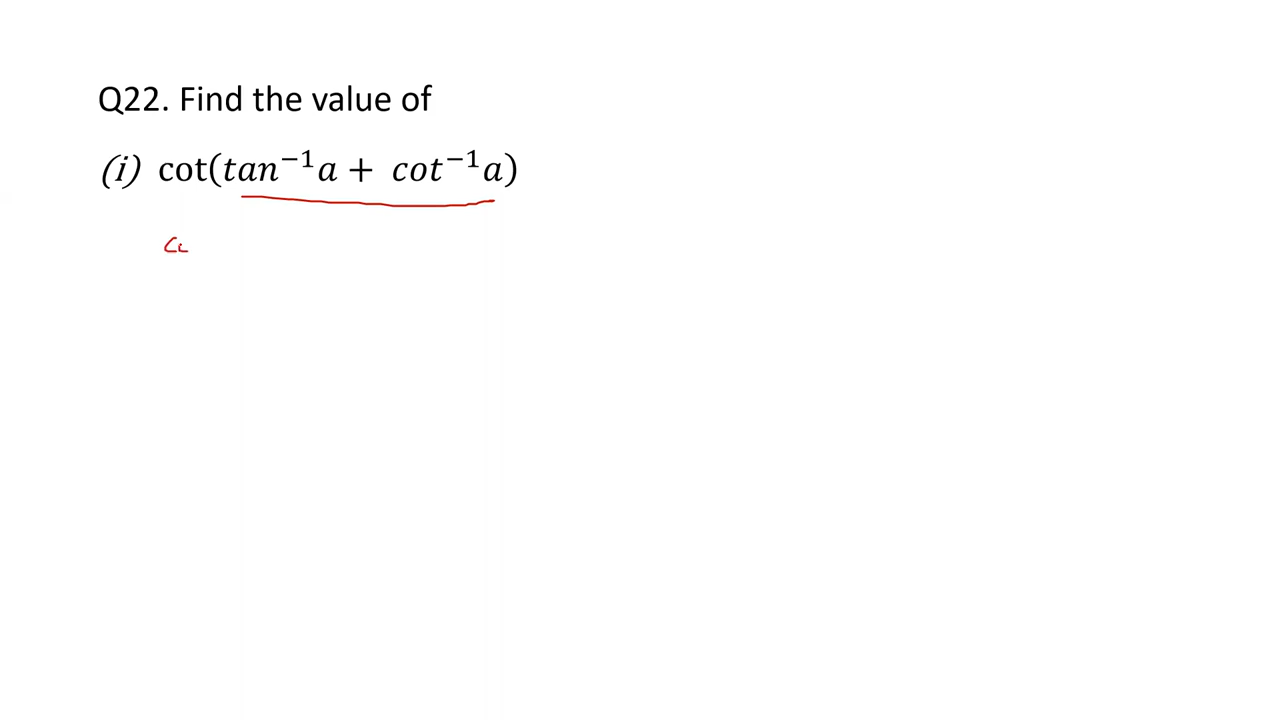 Q22. Find the value of
(i) cot(tan⁻¹a + cot⁻¹a)